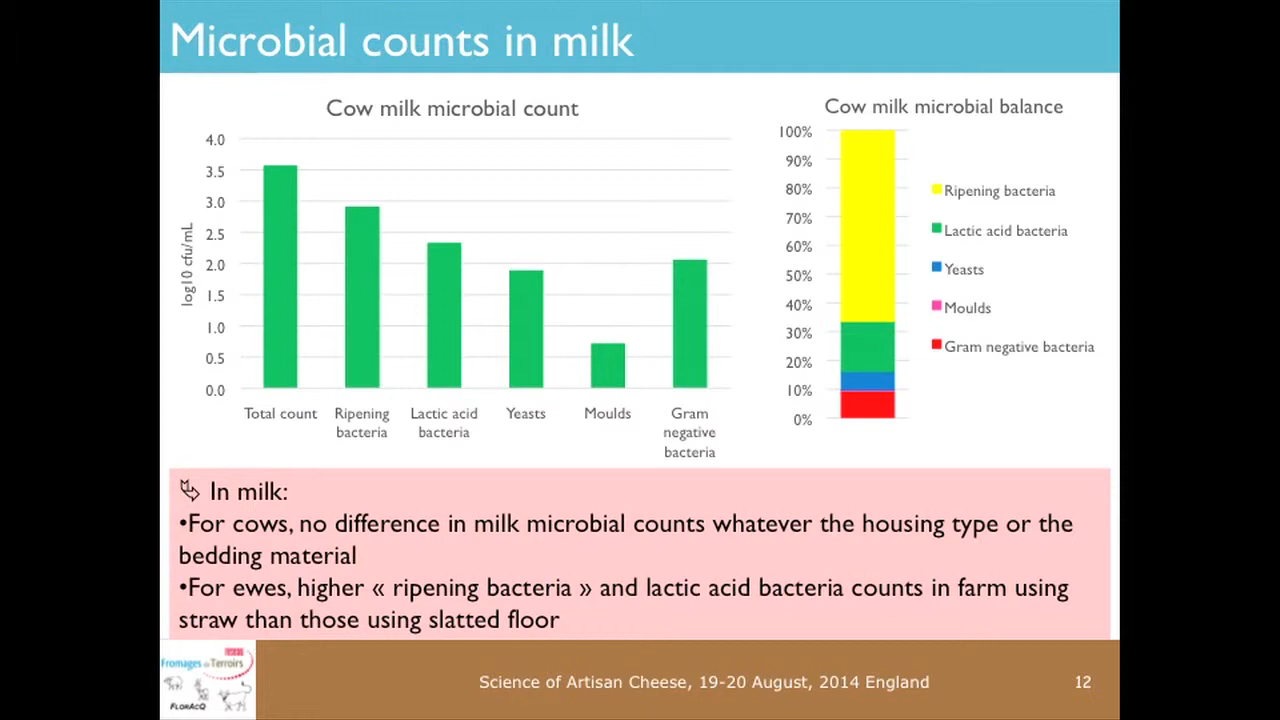 Microbial counts in milk
Cow milk microbial count
4.0
3.5
3.0
2.5
2.0
1.5
1.0
0.5
0.0
log10 cfu/mL
Total count
Ripening
bacteria
Lactic acid
bacteria
Yeasts
Moulds
Gram
negative
bacteria
Cow milk microbial balance
100%
90%
80%
70%
60%
50%
40%
30%
20%
10%
0%
Ripening bacteria
Lactic acid bacteria
Yeasts
Moulds
Gram negative bacteria
In milk:
•For cows, no difference in milk microbial counts whatever the housing type or the
bedding material
•For ewes, higher « ripening bacteria » and lactic acid bacteria counts in farm using
straw than those using slatted floor
Fromages de Terroirs
FLORACQ
Science of Artisan Cheese, 19-20 August, 2014 England
12